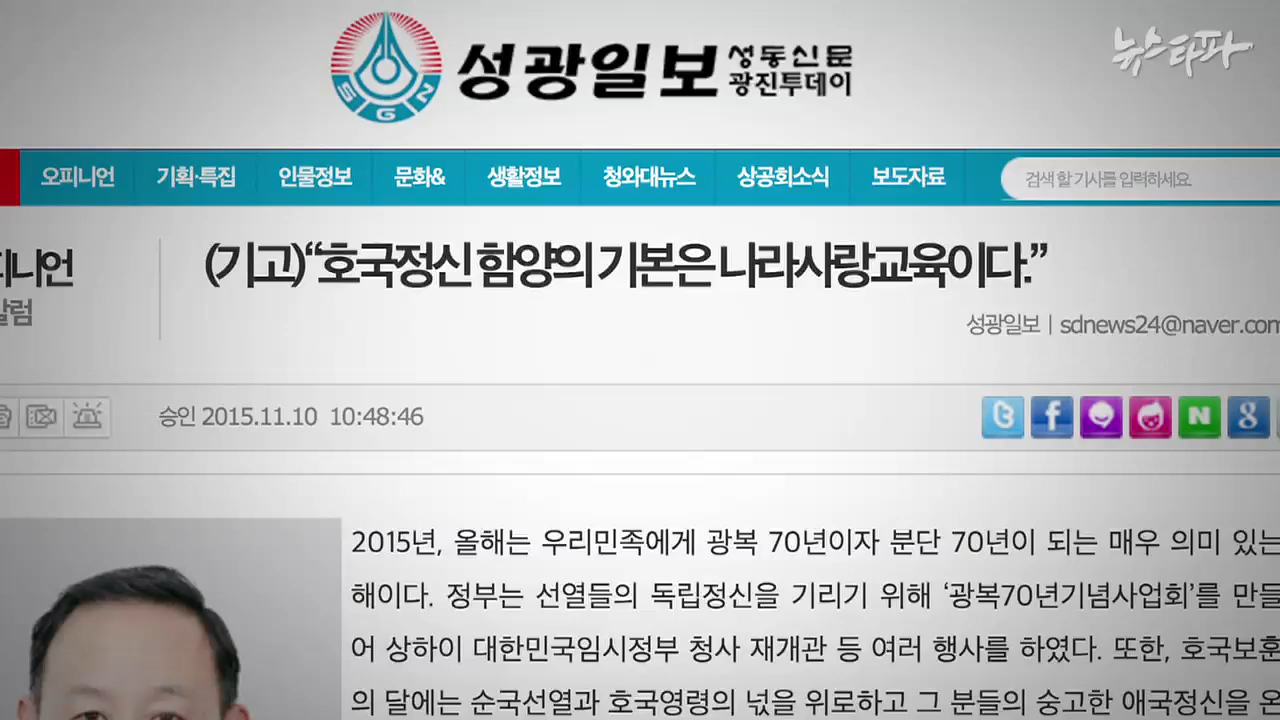 성광일보
성동신문
광진투데이
SGN
뉴스타파
오피니언 기획·특집 인물정보 문화& 생활정보 청와대뉴스 상공회소식 보도자료 검색 할 기사를 입력하세요.
(기고)“호국정신 함양의 기본은 나라사랑교육이다.”
성광일보 | sdnews24@naver.com
승인 2015.11.10 10:48:46
2015년, 올해는 우리민족에게 광복 70년이자 분단 70년이 되는 매우 의미 있는
해이다. 정부는 선열들의 독립정신을 기리기 위해 ‘광복70년기념사업회’를 만들
어 상하이 대한민국임시정부 청사 재개관 등 여러 행사를 하였다. 또한, 호국보훈
의 달에는 순국선열과 호국영령의 넋을 위로하고 그 분들의 숭고한 애국정신을 온